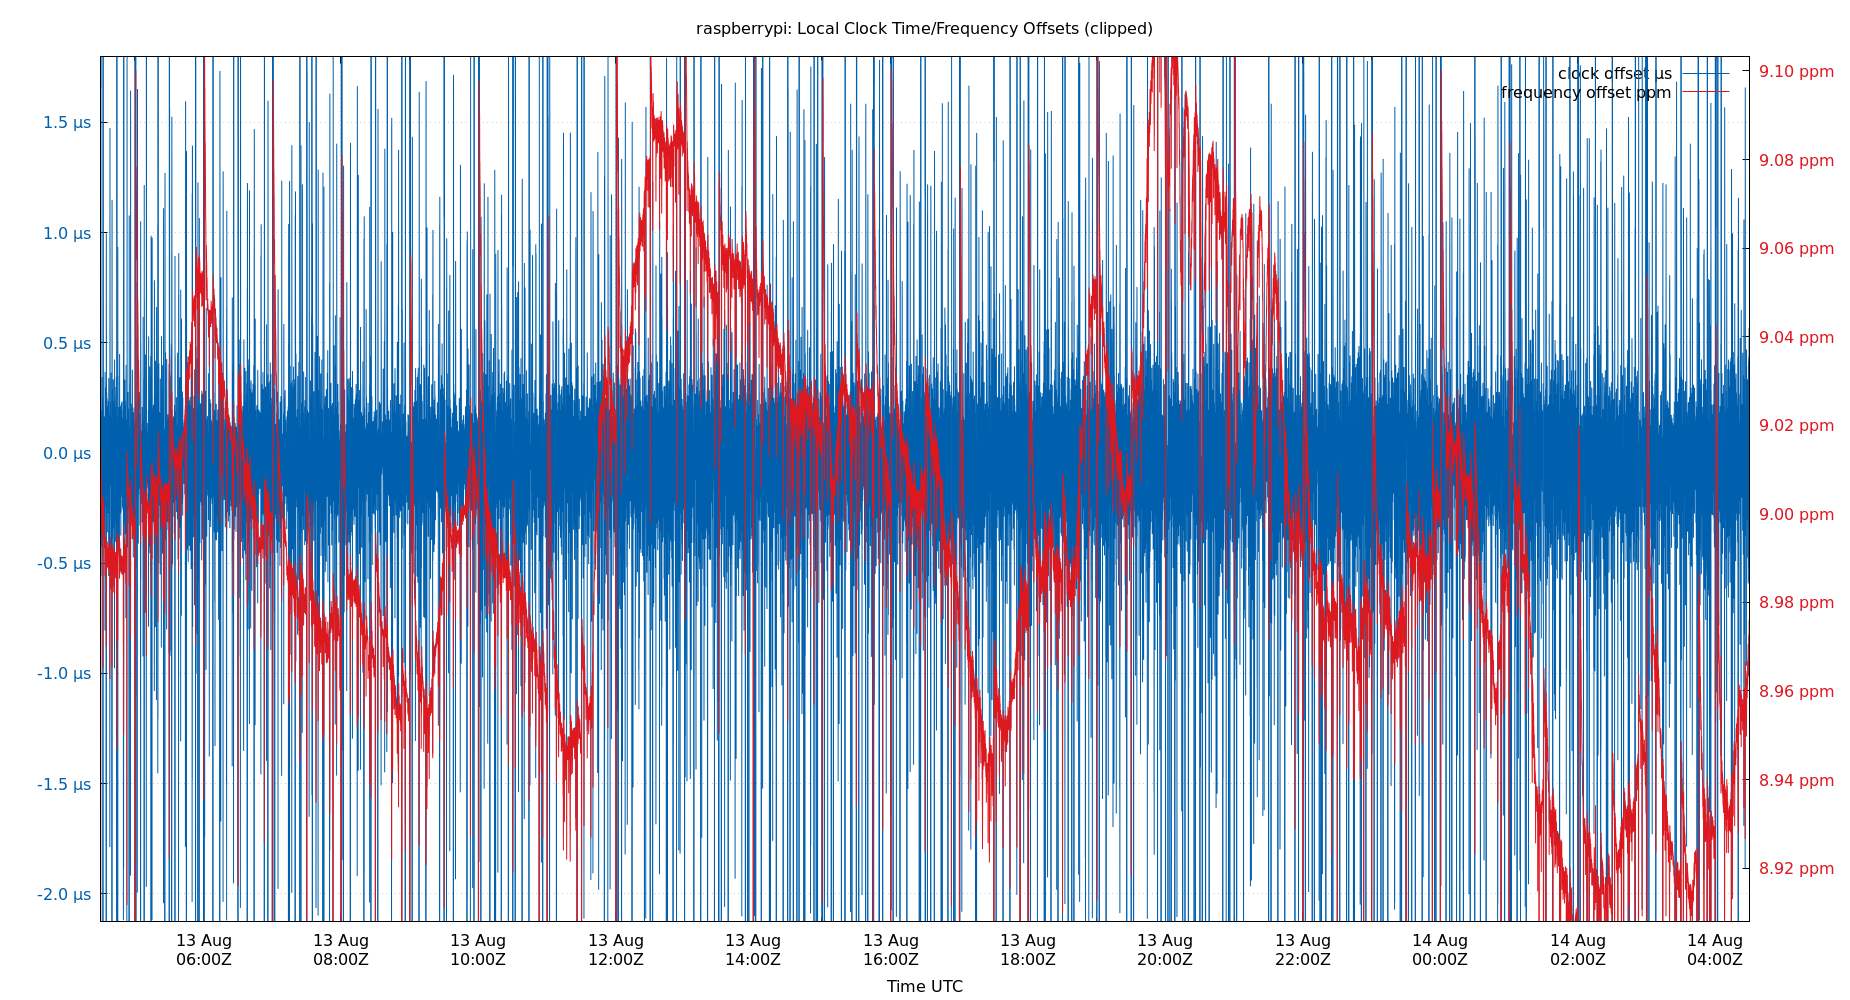 raspberrypi: Local Clock Time/Frequency Offsets (clipped)
clock offset µs
frequency offset ppm
1.5 µs
1.0 µs
0.5 µs
0.0 µs
-0.5 µs
-1.0 µs
-1.5 µs
-2.0 µs
9.10 ppm
9.08 ppm
9.06 ppm
9.04 ppm
9.02 ppm
9.00 ppm
8.98 ppm
8.96 ppm
8.94 ppm
8.92 ppm
13 Aug 13 Aug 13 Aug 13 Aug 13 Aug 13 Aug 13 Aug 13 Aug 13 Aug 14 Aug 14 Aug 14 Aug
06:00Z 08:00Z 10:00Z 12:00Z 14:00Z 16:00Z 18:00Z 20:00Z 22:00Z 00:00Z 02:00Z 04:00Z
Time UTC